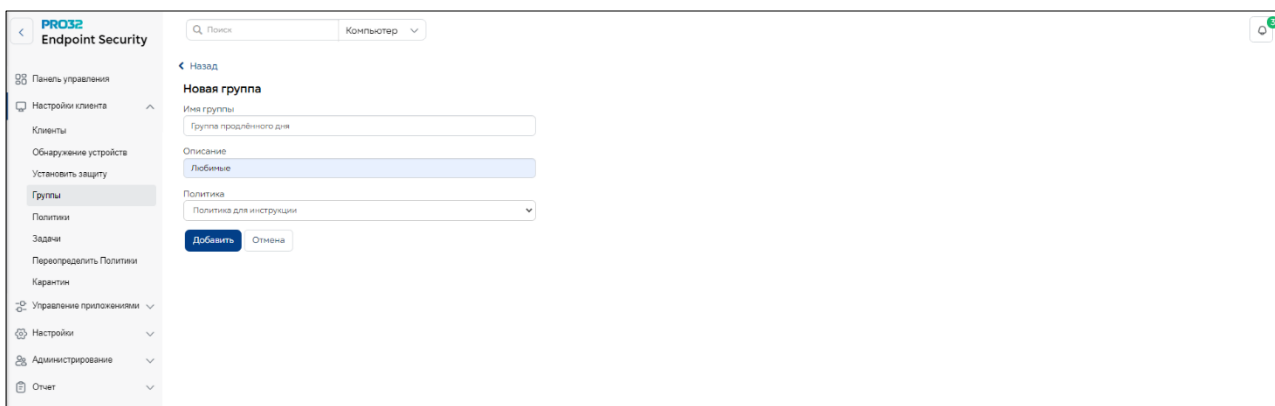 PRO32
Endpoint Security
Поиск
Компьютер
3
Панель управления
Настройки клиента
Клиенты
Обнаружение устройств
Установить защиту
Группы
Политики
Задачи
Переопределить Политики
Карантин
Управление приложениями
Настройки
Администрирование
Отчет
Назад
Новая группа
Имя группы
Группа продлённого дня
Описание
Любимые
Политика
Политика для инструкции
Добавить Отмена